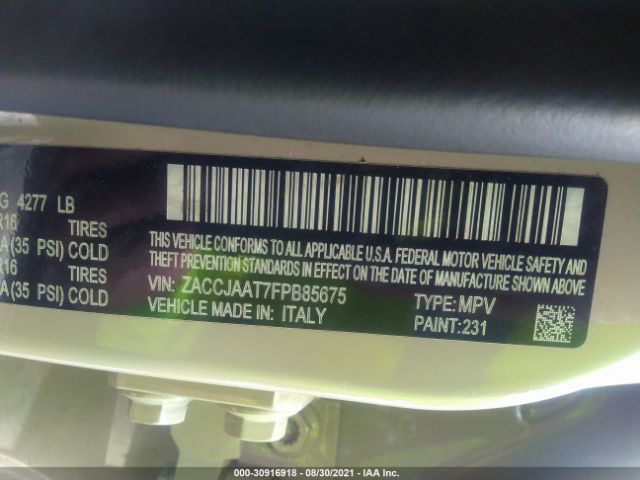 G 4277 LB
R16 TIRES
A(35 PSI) COLD
R16 TIRES
A(35 PSI) COLD
THIS VEHICLE CONFORMS TO ALL APPLICABLE U.S.A. FEDERAL MOTOR VEHICLE SAFETY AND
THEFT PREVENTION STANDARDS IN EFFECT ON THE DATE OF MANUFACTURE SHOWN ABOVE
VIN: ZACCJAAT7FPB85675 TYPE: MPV
VEHICLE MADE IN: ITALY PAINT: 231
000-30916918 - 08/30/2021 - IAA Inc.